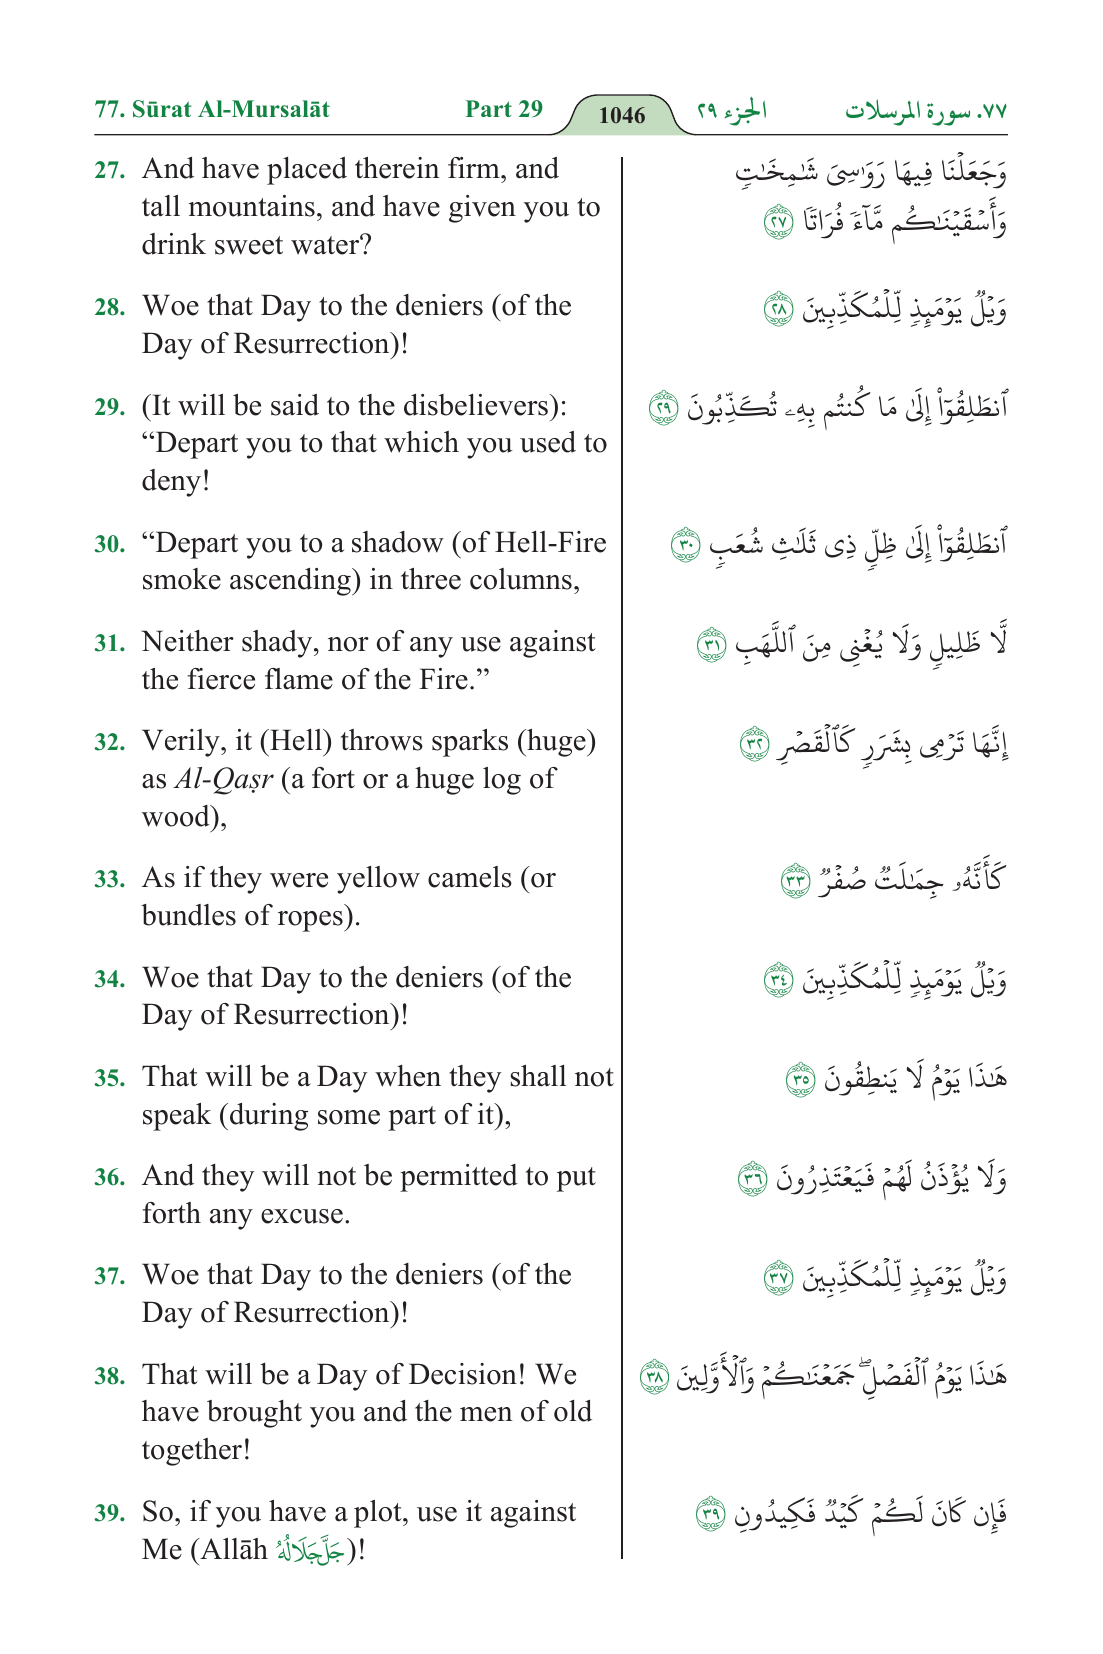 77. Sūrat Al-Mursalāt Part 29 1046 الجزء ٢٩ ٧٧. سورة المرسلات
27. And have placed therein firm, and
tall mountains, and have given you to
drink sweet water?
وَجَعَلۡنَا فِيهَا رَوَٰسِيَ شَٰمِخَٰتٖ
وَأَسۡقَيۡنَٰكُم مَّآءٗ فُرَاتٗا ٢٧
28. Woe that Day to the deniers (of the
Day of Resurrection)!
وَيۡلٞ يَوۡمَئِذٖ لِّلۡمُكَذِّبِينَ ٢٨
29. (It will be said to the disbelievers):
“Depart you to that which you used to
deny!
ٱنطَلِقُوٓاْ إِلَىٰ مَا كُنتُم بِهِۦ تُكَذِّبُونَ ٢٩
30. “Depart you to a shadow (of Hell-Fire
smoke ascending) in three columns,
ٱنطَلِقُوٓاْ إِلَىٰ ظِلّٖ ذِي ثَلَٰثِ شُعَبٖ ٣٠
31. Neither shady, nor of any use against
the fierce flame of the Fire.”
لَّا ظَلِيلٖ وَلَا يُغۡنِي مِنَ ٱللَّهَبِ ٣١
32. Verily, it (Hell) throws sparks (huge)
as Al-Qaṣr (a fort or a huge log of
wood),
إِنَّهَا تَرۡمِي بِشَرَرٖ كَٱلۡقَصۡرِ ٣٢
33. As if they were yellow camels (or
bundles of ropes).
كَأَنَّهُۥ جِمَٰلَتٞ صُفۡرٞ ٣٣
34. Woe that Day to the deniers (of the
Day of Resurrection)!
وَيۡلٞ يَوۡمَئِذٖ لِّلۡمُكَذِّبِينَ ٣٤
35. That will be a Day when they shall not
speak (during some part of it),
هَٰذَا يَوۡمُ لَا يَنطِقُونَ ٣٥
36. And they will not be permitted to put
forth any excuse.
وَلَا يُؤۡذَنُ لَهُمۡ فَيَعۡتَذِرُونَ ٣٦
37. Woe that Day to the deniers (of the
Day of Resurrection)!
وَيۡلٞ يَوۡمَئِذٖ لِّلۡمُكَذِّبِينَ ٣٧
38. That will be a Day of Decision! We
have brought you and the men of old
together!
هَٰذَا يَوۡمُ ٱلۡفَصۡلِۖ جَمَعۡنَٰكُمۡ وَٱلۡأَوَّلِينَ ٣٨
39. So, if you have a plot, use it against
Me (Allāh جَلَّ جَلَالُهُ)!
فَإِن كَانَ لَكُمۡ كَيۡدٞ فَكِيدُونِ ٣٩